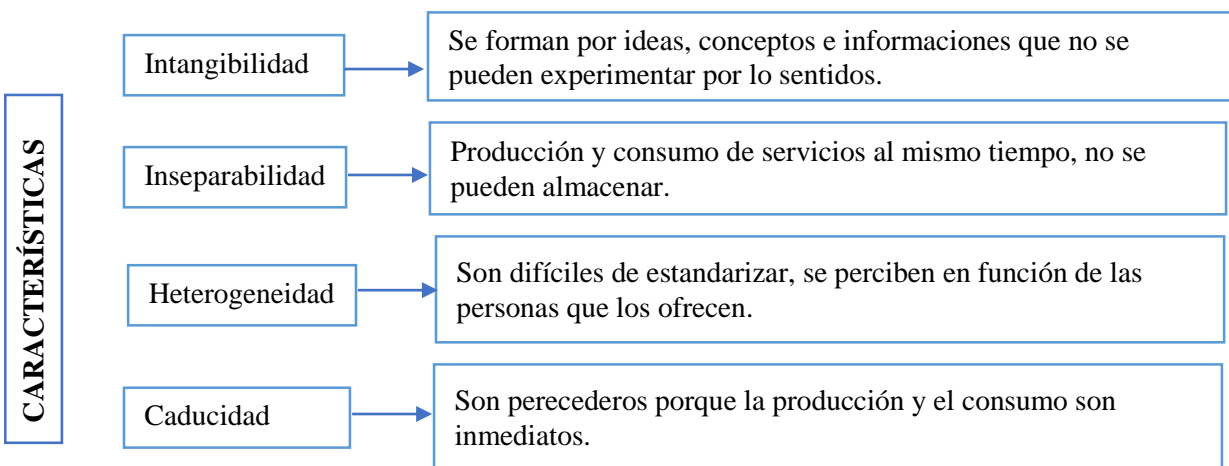 CARACTERÍSTICAS
Intangibilidad
Se forman por ideas, conceptos e informaciones que no se
pueden experimentar por lo sentidos.
Inseparabilidad
Producción y consumo de servicios al mismo tiempo, no se
pueden almacenar.
Heterogeneidad
Son difíciles de estandarizar, se perciben en función de las
personas que los ofrecen.
Caducidad
Son perecederos porque la producción y el consumo son
inmediatos.